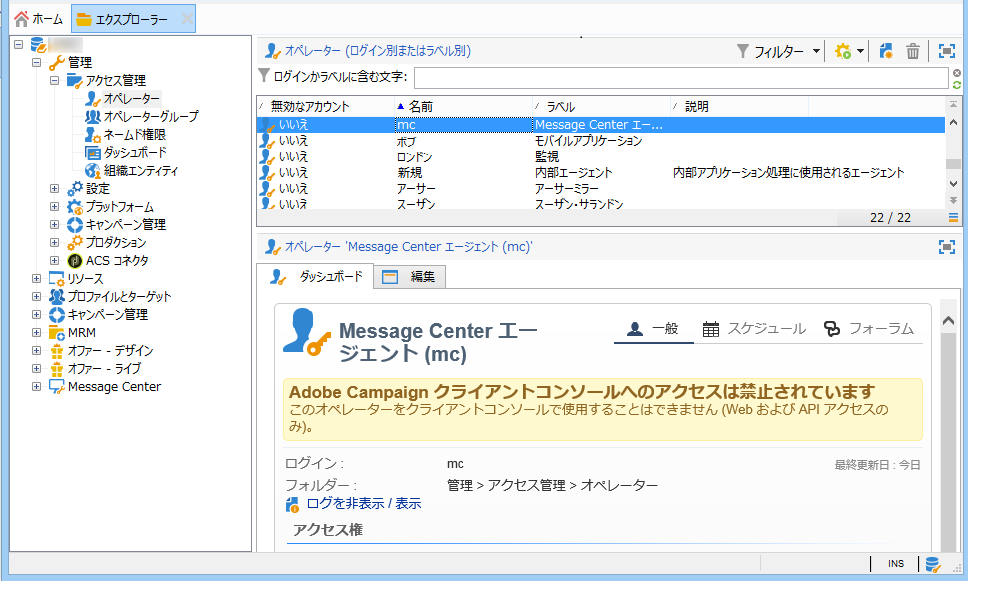 ホーム エクスプローラー
管理
アクセス管理
オペレーター
オペレーターグループ
ネームド権限
ダッシュボード
組織エンティティ
設定
プラットフォーム
キャンペーン管理
プロダクション
ACS コネクタ
リソース
プロファイルとターゲット
キャンペーン管理
MRM
オファー - デザイン
オファー - ライブ
Message Center
オペレーター (ログイン別またはラベル別) フィルター
ログインかラベルに含む文字:
無効なアカウント 名前 ラベル 説明
いいえ mc Message Center エー...
いいえ ボブ モバイルアプリケーション
いいえ ロンドン 監視
いいえ 新規 内部エージェント 内部アプリケーション処理に使用されるエージェント
いいえ アーサー アーサーミラー
いいえ スーザン スーザン・サランドン
22 / 22
オペレーター 'Message Center エージェント (mc)'
ダッシュボード 編集
Message Center エー
ジェント (mc)
一般 スケジュール フォーラム
Adobe Campaign クライアントコンソールへのアクセスは禁止されています
このオペレーターをクライアントコンソールで使用することはできません (Web および API アクセスの
み)。
ログイン : mc 最終更新日 : 今日
フォルダー : 管理 > アクセス管理 > オペレーター
ログを非表示 / 表示
アクセス権
INS